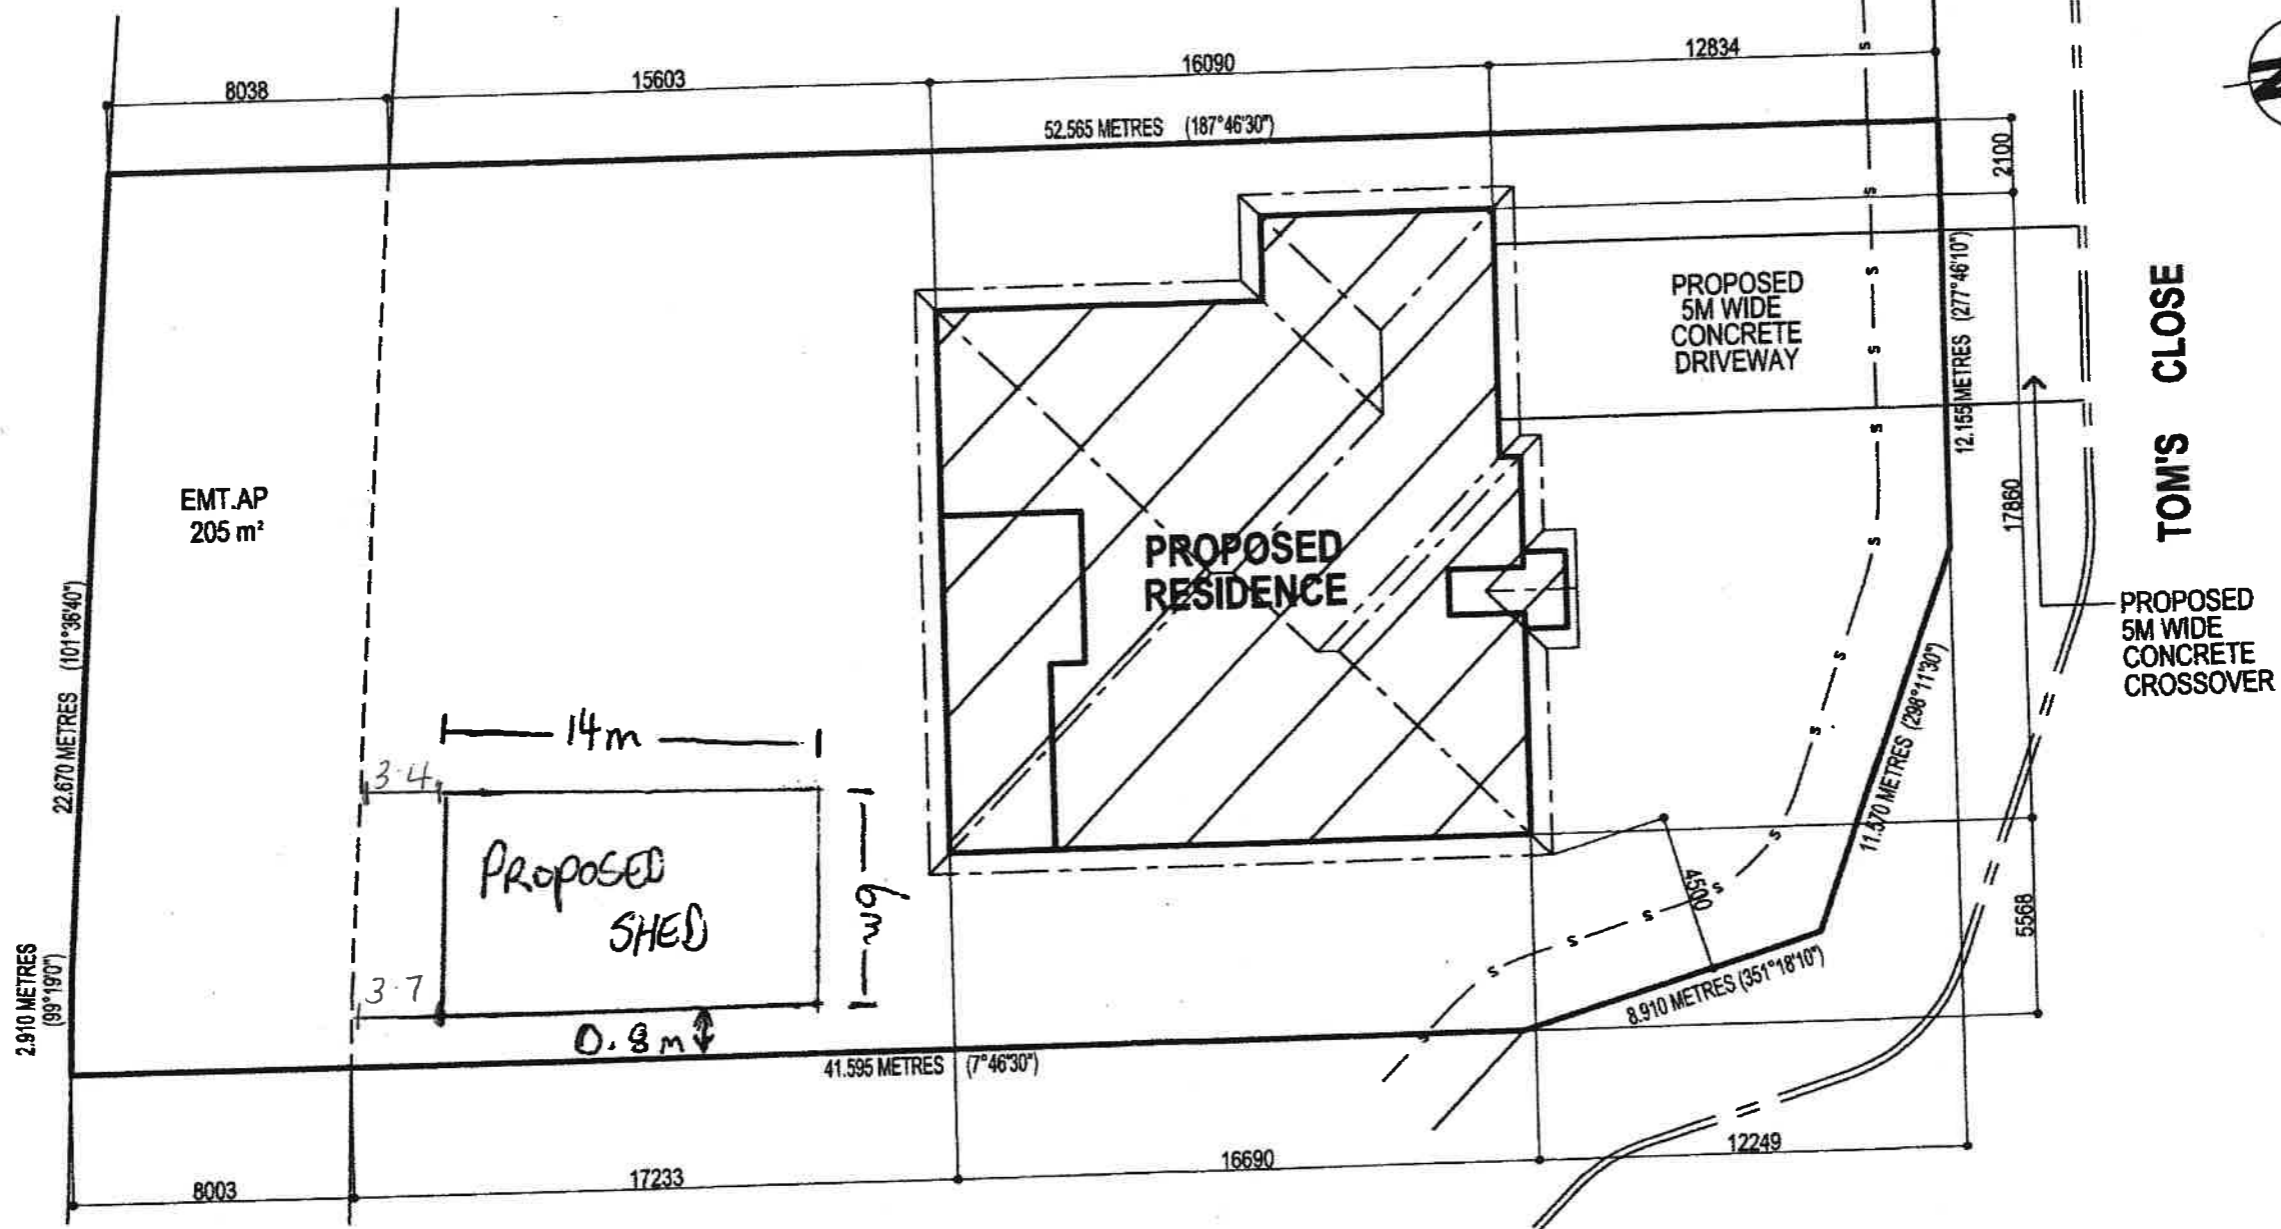 8038
15603
16090
12834
52.565 METRES (187°46'30")
2100
PROPOSED
5M WIDE
CONCRETE
DRIVEWAY
12.155 METRES (277°46'10")
TOM'S CLOSE
17860
EMT.AP
205 m²
PROPOSED
RESIDENCE
PROPOSED
5M WIDE
CONCRETE
CROSSOVER
22.670 METRES (101°36'40")
14m
3.4
PROPOSED
SHED
6m
3.7
0.8m
11.570 METRES (298°11'30")
4500
5568
2.910 METRES
(99°19'0")
8.910 METRES (351°18'10")
41.595 METRES (7°46'30")
8003
17233
16690
12249
S
S
S
S
S
S
S
S
S
S
S
S
S
S